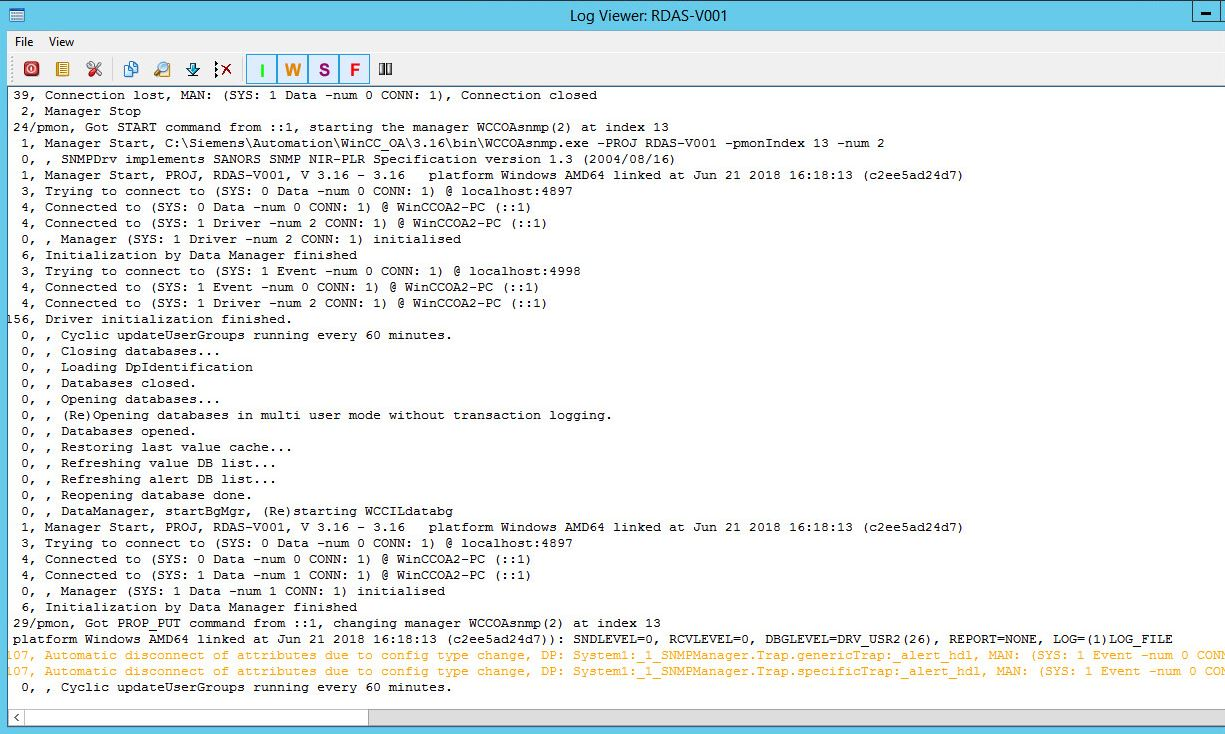 Log Viewer: RDAS-V001
File View
I W S F
39, Connection lost, MAN: (SYS: 1 Data -num 0 CONN: 1), Connection closed
2, Manager Stop
24/pmon, Got START command from ::1, starting the manager WCCOAsnmp(2) at index 13
1, Manager Start, C:\Siemens\Automation\WinCC_OA\3.16\bin\WCCOAsnmp.exe -PROJ RDAS-V001 -pmonIndex 13 -num 2
0, , SNMPDrv implements SANORS SNMP NIR-PLR Specification version 1.3 (2004/08/16)
1, Manager Start, PROJ, RDAS-V001, V 3.16 - 3.16 platform Windows AMD64 linked at Jun 21 2018 16:18:13 (c2ee5ad24d7)
3, Trying to connect to (SYS: 0 Data -num 0 CONN: 1) @ localhost:4897
4, Connected to (SYS: 0 Data -num 0 CONN: 1) @ WinCCOA2-PC (::1)
4, Connected to (SYS: 1 Driver -num 2 CONN: 1) @ WinCCOA2-PC (::1)
0, , Manager (SYS: 1 Driver -num 2 CONN: 1) initialised
6, Initialization by Data Manager finished
3, Trying to connect to (SYS: 1 Event -num 0 CONN: 1) @ localhost:4998
4, Connected to (SYS: 1 Event -num 0 CONN: 1) @ WinCCOA2-PC (::1)
4, Connected to (SYS: 1 Driver -num 2 CONN: 1) @ WinCCOA2-PC (::1)
156, Driver initialization finished.
0, , Cyclic updateUserGroups running every 60 minutes.
0, , Closing databases...
0, , Loading DpIdentification
0, , Databases closed.
0, , Opening databases...
0, , (Re)Opening databases in multi user mode without transaction logging.
0, , Databases opened.
0, , Restoring last value cache...
0, , Refreshing value DB list...
0, , Refreshing alert DB list...
0, , Reopening database done.
0, , DataManager, startBgMgr, (Re)starting WCCILdatabg
1, Manager Start, PROJ, RDAS-V001, V 3.16 - 3.16 platform Windows AMD64 linked at Jun 21 2018 16:18:13 (c2ee5ad24d7)
3, Trying to connect to (SYS: 0 Data -num 0 CONN: 1) @ localhost:4897
4, Connected to (SYS: 0 Data -num 0 CONN: 1) @ WinCCOA2-PC (::1)
4, Connected to (SYS: 1 Data -num 1 CONN: 1) @ WinCCOA2-PC (::1)
0, , Manager (SYS: 1 Data -num 1 CONN: 1) initialised
6, Initialization by Data Manager finished
29/pmon, Got PROP_PUT command from ::1, changing manager WCCOAsnmp(2) at index 13
platform Windows AMD64 linked at Jun 21 2018 16:18:13 (c2ee5ad24d7)): SNDLEVEL=0, RCVLEVEL=0, DBGLEVEL=DRV_USR2(26), REPORT=NONE, LOG=(1)LOG_FILE
107, Automatic disconnect of attributes due to config type change, DP: System1:_1_SNMPManager.Trap.genericTrap:_alert_hdl, MAN: (SYS: 1 Event -num 0 CONN
107, Automatic disconnect of attributes due to config type change, DP: System1:_1_SNMPManager.Trap.specificTrap:_alert_hdl, MAN: (SYS: 1 Event -num 0 CON
0, , Cyclic updateUserGroups running every 60 minutes.